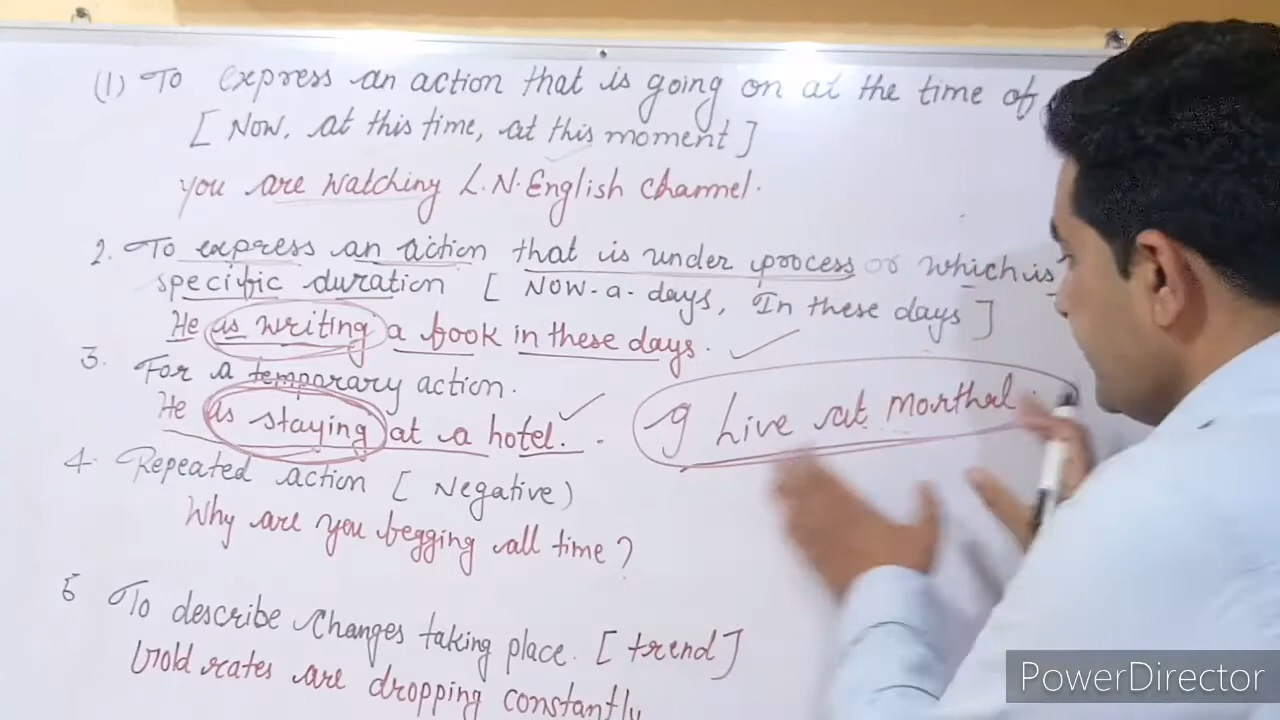 (1) To express an action that is going on at the time of
[ Now, at this time, at this moment ]
you are watching L.N. English channel.
2. To express an action that is under process or which is
specific duration [ Now-a-days, In these days ]
He is writing a book in these days.
3. For a temporary action.
He is staying at a hotel.
I Live at Morthal.
4. Repeated action [ Negative )
Why are you begging all time?
5 To describe changes taking place. [ trend ]
Gold rates are dropping constantly
PowerDirector